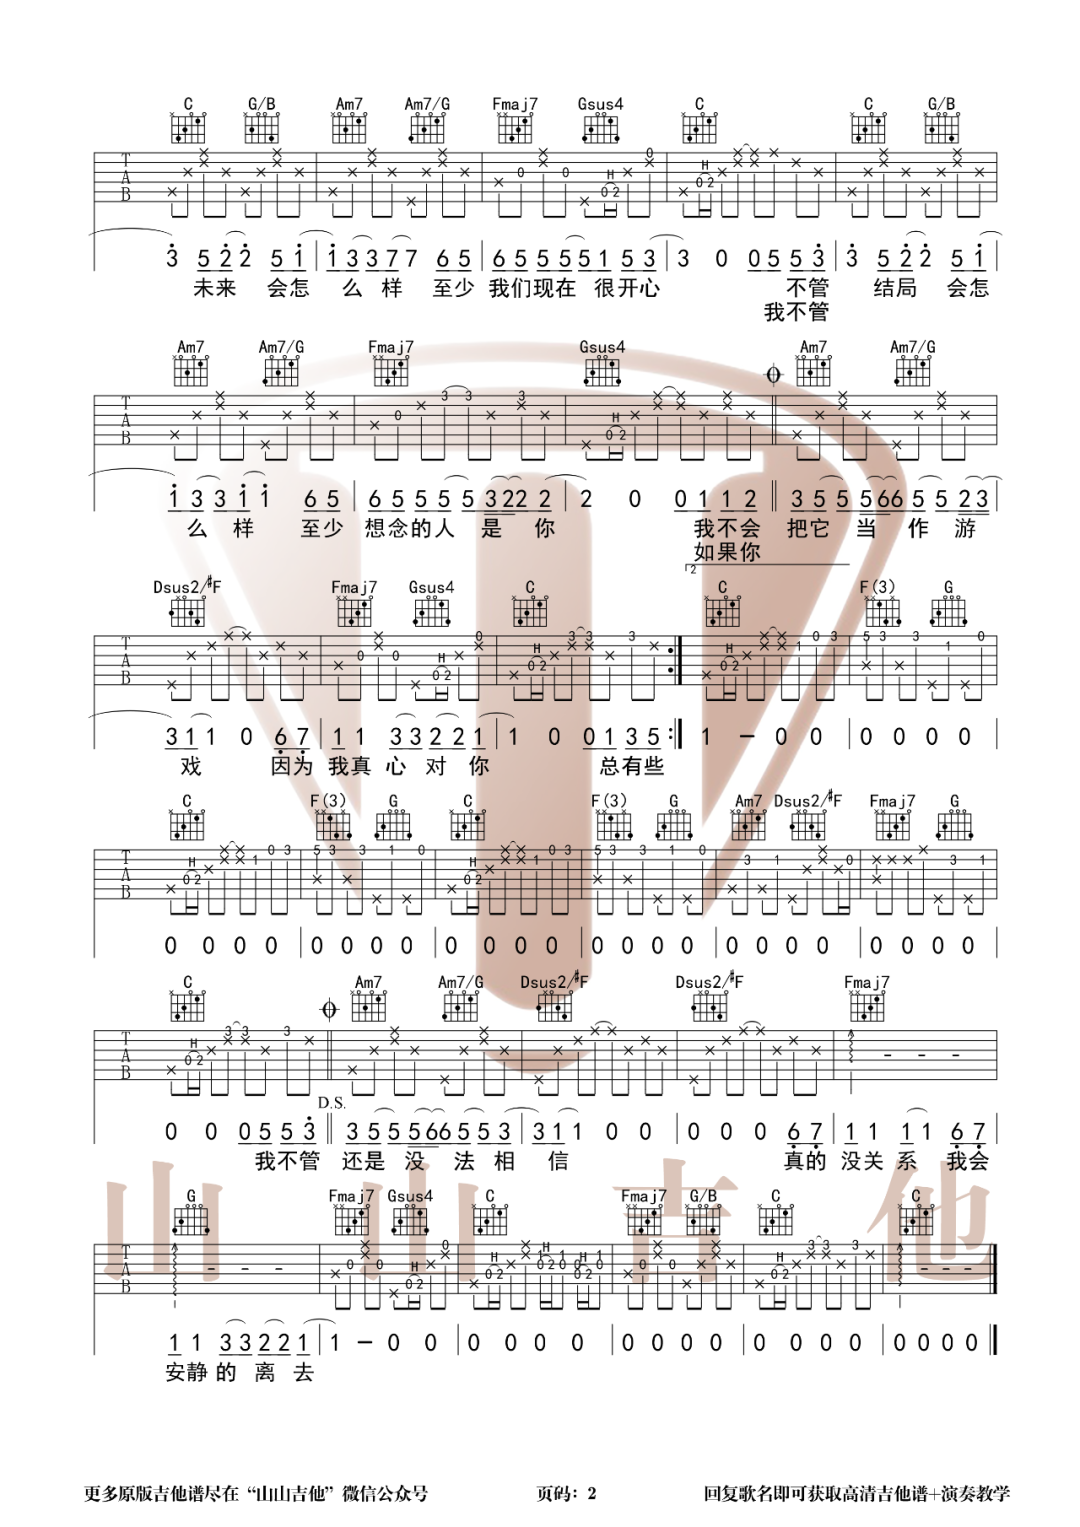 C G/B Am7 Am7/G Fmaj7 Gsus4 C C G/B
3 5 2 2 5 1 1 3 3 7 7 6 5 6 5 5 5 5 1 5 3 3 0 0 5 5 3 3 5 2 2 5 1
未来 会怎 么 样 至少 我们现在 很开心 不管 结局 会怎
我不管
Am7 Am7/G Fmaj7 Gsus4 Am7 Am7/G
1 3 3 1 1 6 5 6 5 5 5 5 3 2 2 2 2 0 0 1 1 2 3 5 5 5 6 6 5 5 2 3
么 样 至少 想念的人 是 你 我不会 把它 当 作 游
如果你
2
Dsus2/#F Fmaj7 Gsus4 C C F(3) G
3 1 1 0 6 7 1 1 3 3 2 2 1 1 0 0 1 3 5 1 - 0 0 0 0 0 0
戏 因为 我真 心 对 你 总有些
C F(3) G C F(3) G Am7 Dsus2/#F Fmaj7 G
0 0 0 0 0 0 0 0 0 0 0 0 0 0 0 0 0 0 0 0 0 0 0 0
C Am7 Am7/G Dsus2/#F Dsus2/#F Fmaj7
D.S.
0 0 0 5 5 3 3 5 5 5 6 6 5 5 3 3 1 1 0 0 0 0 0 6 7 1 1 1 1 6 7
我不管 还是 没 法 相 信 真的 没关 系 我会
G Fmaj7 Gsus4 C Fmaj7 G/B C C
1 1 3 3 2 2 1 1 - 0 0 0 0 0 0 0 0 0 0 0 0 0 0 0 0 0 0
安静 的 离 去
山 山 吉 他
更多原版吉他谱尽在“山山吉他”微信公众号 页码：2 回复歌名即可获取高清吉他谱+演奏教学